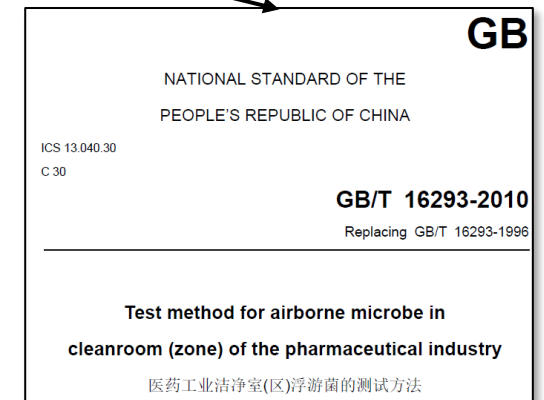 GB
NATIONAL STANDARD OF THE
PEOPLE'S REPUBLIC OF CHINA
ICS 13.040.30
C 30
GB/T 16293-2010
Replacing GB/T 16293-1996
Test method for airborne microbe in
cleanroom (zone) of the pharmaceutical industry
医药工业洁净室(区)浮游菌的测试方法